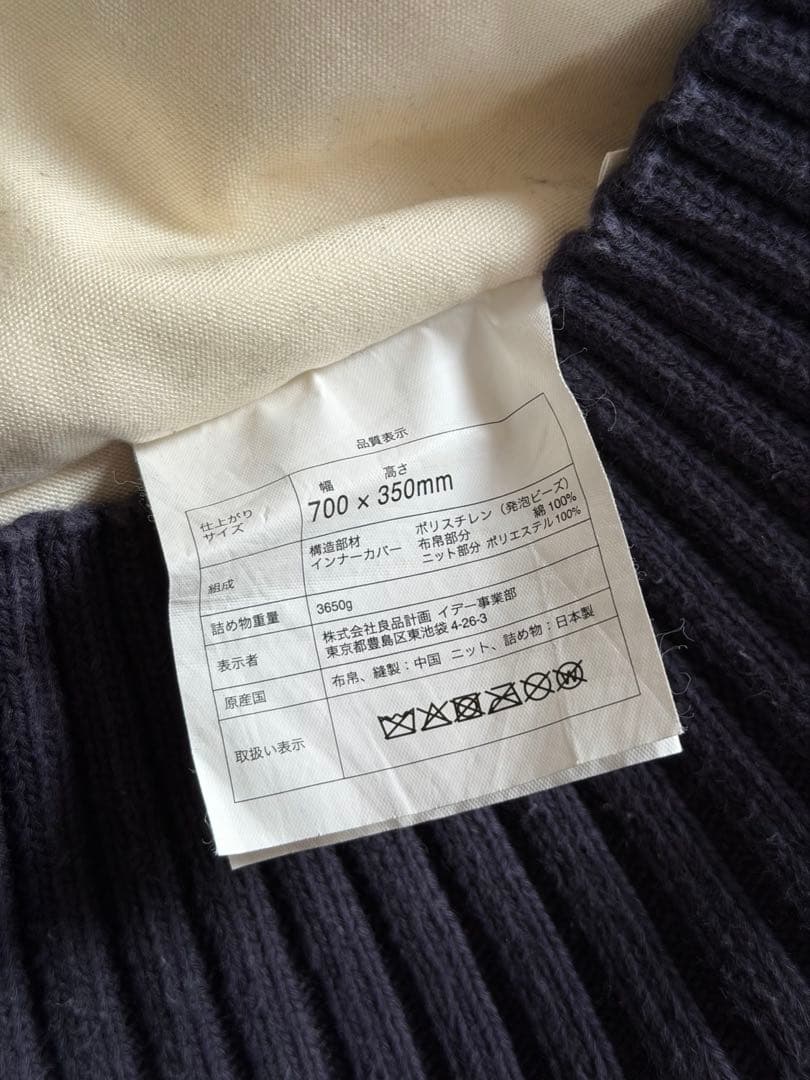 品質表示
仕上がり
サイズ
幅 高さ
700 × 350mm
組成
構造部材 ポリスチレン（発泡ビーズ）
インナーカバー 布帛部分 綿 100%
ニット部分 ポリエステル 100%
詰め物重量 3650g
表示者
株式会社良品計画 イデー事業部
東京都豊島区東池袋 4-26-3
原産国 布帛、縫製：中国 ニット、詰め物：日本製
取扱い表示
W